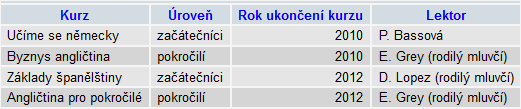 Kurz Úroveň Rok ukončení kurzu Lektor
Učíme se německy začátečníci 2010 P. Bassová
Byznys angličtina pokročilí 2010 E. Grey (rodilý mluvčí)
Základy španělštiny začátečníci 2012 D. Lopez (rodilý mluvčí)
Angličtina pro pokročilé pokročilí 2012 E. Grey (rodilý mluvčí)